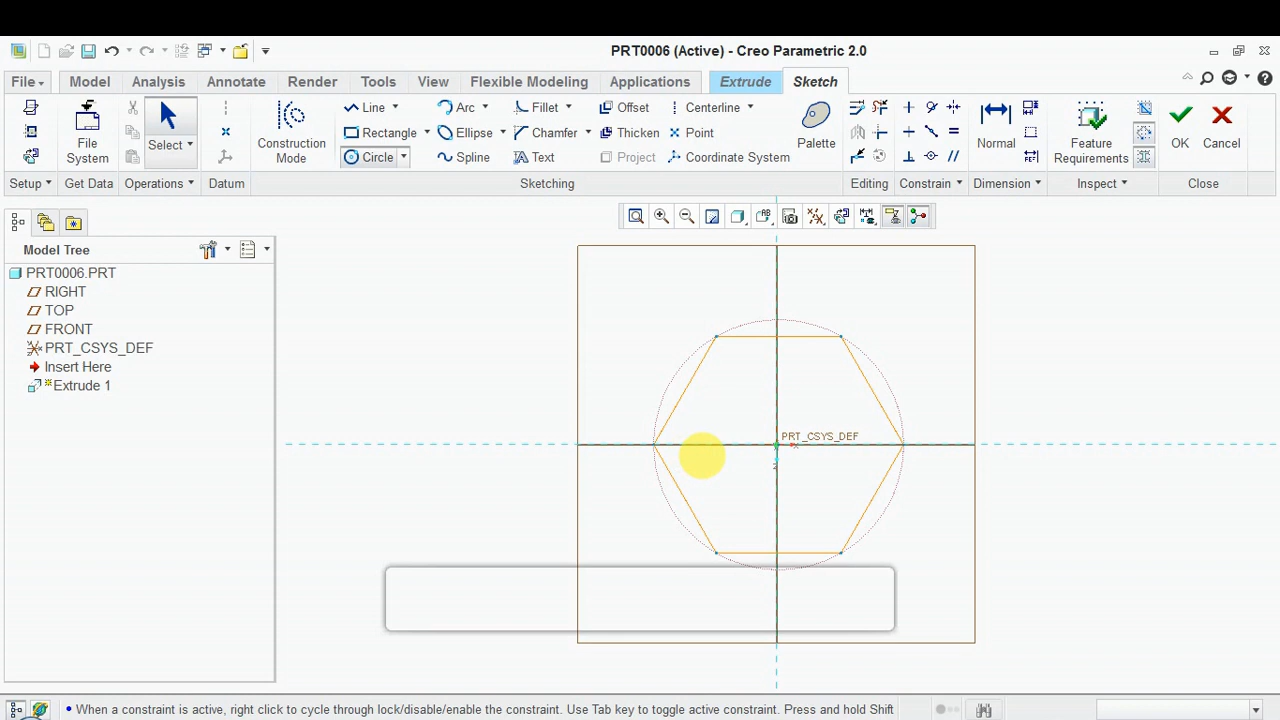 PRT0006 (Active) - Creo Parametric 2.0
File Model Analysis Annotate Render Tools View Flexible Modeling Applications Extrude Sketch
Line Arc Fillet Offset Centerline
Rectangle Ellipse Chamfer Thicken Point
Circle Spline Text Project Coordinate System
File System
Select
Construction Mode
Palette
Normal
Feature Requirements
OK
Cancel
Setup Get Data Operations Datum Sketching Editing Constrain Dimension Inspect Close
Model Tree
PRT0006.PRT
RIGHT
TOP
FRONT
PRT_CSYS_DEF
Insert Here
Extrude 1
PRT_CSYS_DEF
• When a constraint is active, right click to cycle through lock/disable/enable the constraint. Use Tab key to toggle active constraint. Press and hold Shift